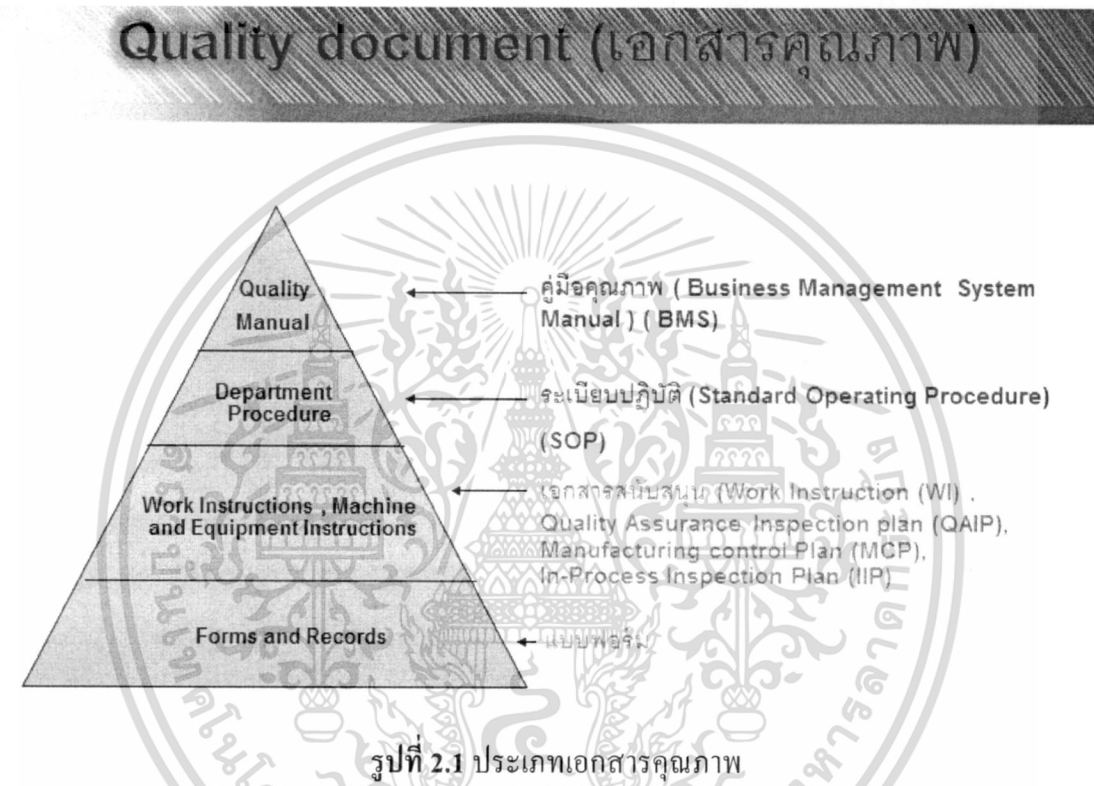 Quality document (เอกสารคุณภาพ)
Quality
Manual
คู่มือคุณภาพ ( Business Management System
Manual ) ( BMS)
Department
Procedure
ระเบียบปฏิบัติ (Standard Operating Procedure)
(SOP)
Work Instructions , Machine
and Equipment Instructions
เอกสารสนับสนุน (Work Instruction (WI) ,
Quality Assurance Inspection plan (QAIP),
Manufacturing control Plan (MCP),
In-Process Inspection Plan (IIP)
Forms and Records
แบบฟอร์ม
รูปที่ 2.1 ประเภทเอกสารคุณภาพ